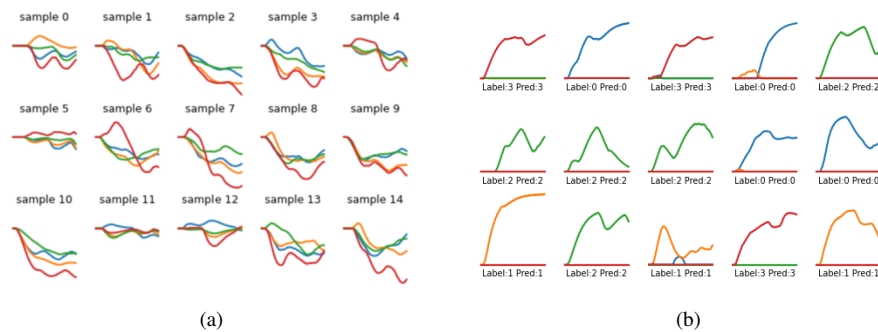 sample 0 sample 1 sample 2 sample 3 sample 4
Label:3 Pred:3 Label:0 Pred:0 Label:3 Pred:3 Label:0 Pred:0 Label:2 Pred:2
sample 5 sample 6 sample 7 sample 8 sample 9
Label:2 Pred:2 Label:2 Pred:2 Label:2 Pred:2 Label:0 Pred:0 Label:0 Pred:0
sample 10 sample 11 sample 12 sample 13 sample 14
Label:1 Pred:1 Label:2 Pred:2 Label:1 Pred:1 Label:3 Pred:3 Label:1 Pred:1
(a) (b)